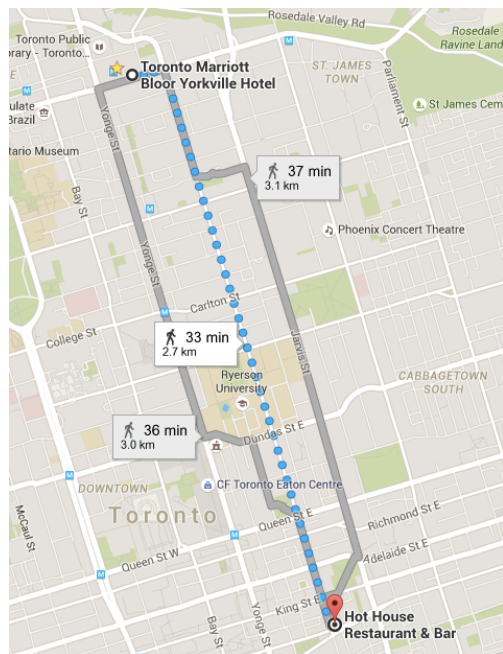 Rosedale Valley Rd
Rosedale
Ravine Land
Toronto Public
rary - Toronto...
Toronto Marriott
Bloor Yorkville Hotel
ST. JAMES
TOWN
Parliament St
St James Cem
ulate
Brazil
Yonge St
ntario Museum
Bay St
M
M
37 min
3.1 km
Phoenix Concert Theatre
Yonge St
Carlton St
M
College St
M
33 min
2.7 km
Jarvis St
Ryerson
University
CABBAGETOWN
SOUTH
36 min
3.0 km
Dundas St E
CF Toronto Eaton Centre
DOWNTOWN
Toronto
McCaul St
Queen St E
Richmond St E
Adelaide St E
Queen St W
M
King St E
Bay St
Yonge St
Hot House
Restaurant & Bar